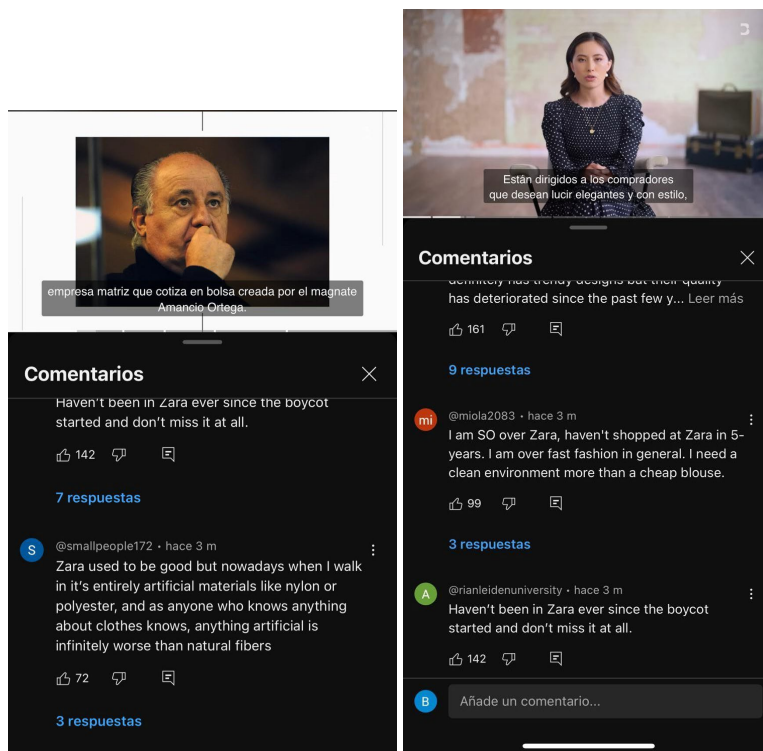 empresa matriz que cotiza en bolsa creada por el magnate
Amancio Ortega.
Comentarios
Haven't been in Zara ever since the boycot
started and don't miss it at all.
142
7 respuestas
S
@smallpeople172 • hace 3 m
Zara used to be good but nowadays when I walk
in it's entirely artificial materials like nylon or
polyester, and as anyone who knows anything
about clothes knows, anything artificial is
infinitely worse than natural fibers
72
3 respuestas
Están dirigidos a los compradores
que desean lucir elegantes y con estilo,
Comentarios
definitely has trendy designs but their quality
has deteriorated since the past few y... Leer más
161
9 respuestas
mi
@miola2083 • hace 3 m
I am SO over Zara, haven't shopped at Zara in 5-
years. I am over fast fashion in general. I need a
clean environment more than a cheap blouse.
99
3 respuestas
A
@rianleidenuniversity • hace 3 m
Haven't been in Zara ever since the boycot
started and don't miss it at all.
142
B
Añade un comentario...